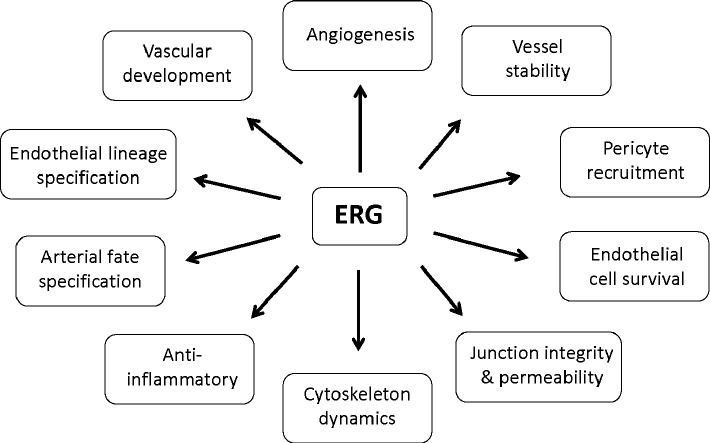 Angiogenesis
Vascular
development
Vessel
stability
Endothelial lineage
specification
Pericyte
recruitment
ERG
Arterial fate
specification
Endothelial
cell survival
Anti-
inflammatory
Junction integrity
& permeability
Cytoskeleton
dynamics